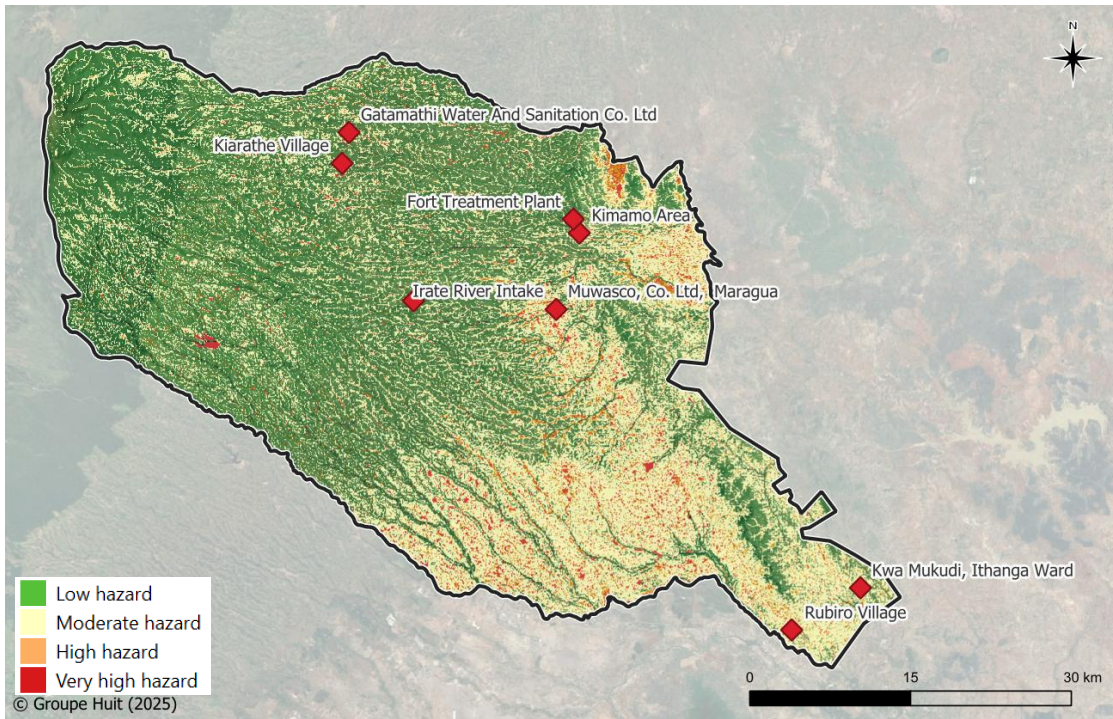 N
Gatamathi Water And Sanitation Co. Ltd
Kiarathe Village
Fort Treatment Plant
Kimamo Area
Irate River Intake
Muwasco, Co. Ltd, Maragua
Kwa Mukudi, Ithanga Ward
Rubiro Village
Low hazard
Moderate hazard
High hazard
Very high hazard
0 15 30 km
© Groupe Huit (2025)